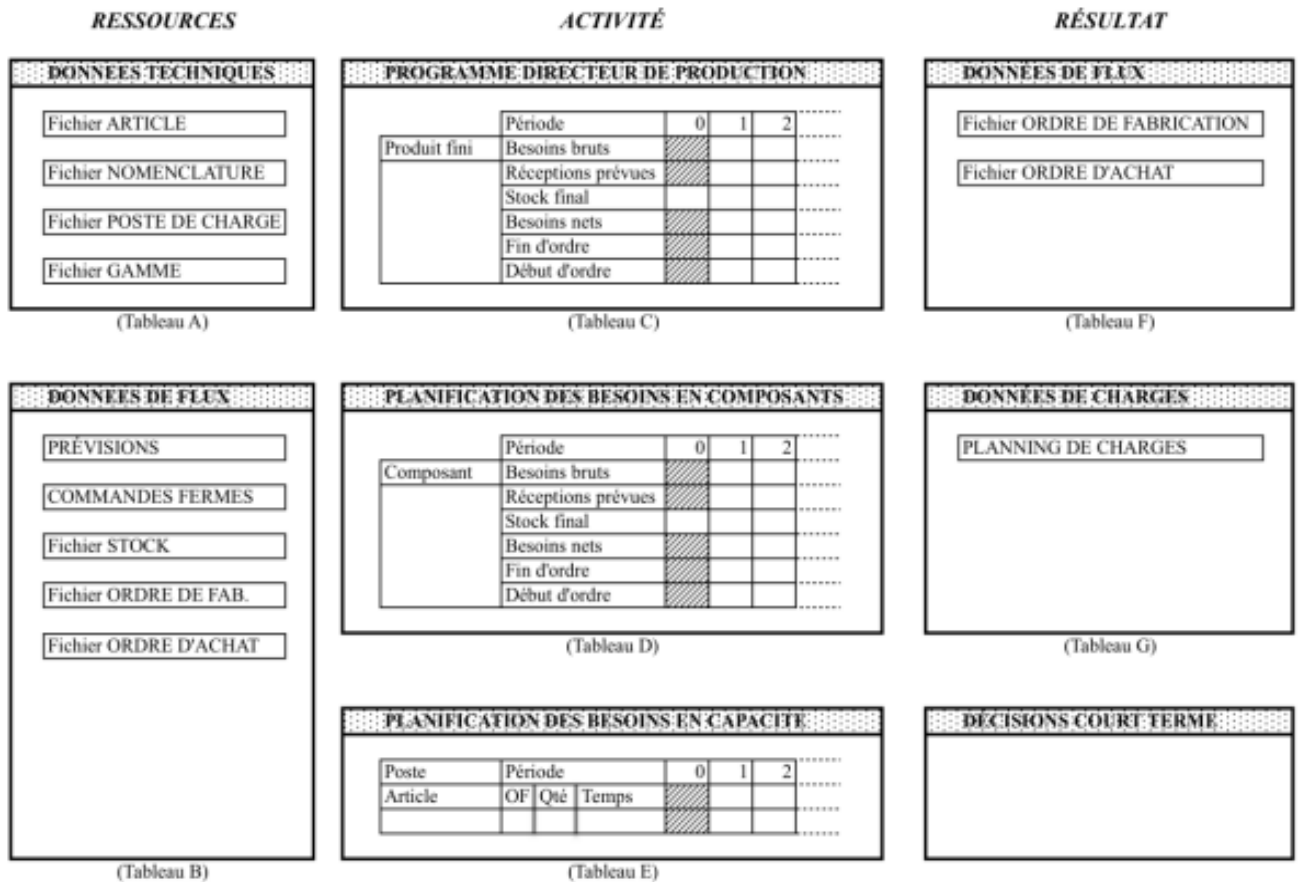 RESSOURCES
ACTIVITÉ
RÉSULTAT
DONNEES TECHNIQUES
Fichier ARTICLE
Fichier NOMENCLATURE
Fichier POSTE DE CHARGE
Fichier GAMME
(Tableau A)
PROGRAMME DIRECTEUR DE PRODUCTION
Période 0 1 2
Produit fini Besoins bruts
Réceptions prévues
Stock final
Besoins nets
Fin d'ordre
Début d'ordre
(Tableau C)
DONNÉES DE FLUX
Fichier ORDRE DE FABRICATION
Fichier ORDRE D'ACHAT
(Tableau F)
DONNEES DE FLUX
PRÉVISIONS
COMMANDES FERMES
Fichier STOCK
Fichier ORDRE DE FAB.
Fichier ORDRE D'ACHAT
(Tableau B)
PLANIFICATION DES BESOINS EN COMPOSANTS
Période 0 1 2
Composant Besoins bruts
Réceptions prévues
Stock final
Besoins nets
Fin d'ordre
Début d'ordre
(Tableau D)
DONNÉES DE CHARGES
PLANNING DE CHARGES
(Tableau G)
PLANIFICATION DES BESOINS EN CAPACITE
Poste Période 0 1 2
Article OF Qté Temps
(Tableau E)
DÉCISIONS COURT TERME